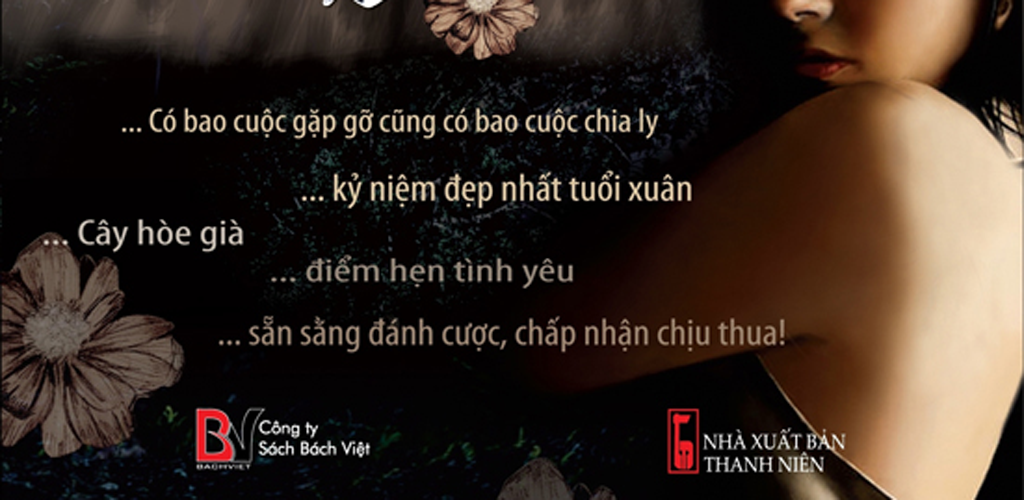 ... Có bao cuộc gặp gỡ cũng có bao cuộc chia ly
... kỷ niệm đẹp nhất tuổi xuân
... Cây hòe già
... điểm hẹn tình yêu
... sẵn sằng đánh cược, chấp nhận chịu thua!
BV
BACHVIET
Công ty
Sách Bách Việt
NHÀ XUẤT BẢN
THANH NIÊN